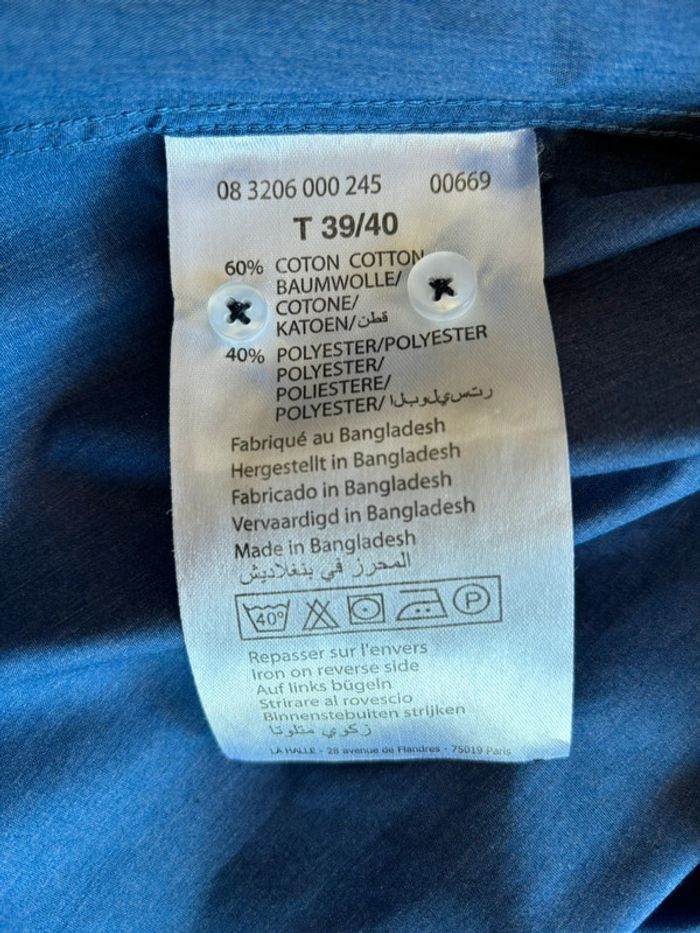 08 3206 000 245 00669
T 39/40
60% COTON COTTON
BAUMWOLLE/
COTONE/
KATOEN/قطن
40% POLYESTER/POLYESTER
POLYESTER/
POLIESTERE/
POLYESTER/ البوليستر
Fabriqué au Bangladesh
Hergestellt in Bangladesh
Fabricado in Bangladesh
Vervaardigd in Bangladesh
Made in Bangladesh
المحرز في بنغلاديش
40° P
Repasser sur l'envers
Iron on reverse side
Auf links bügeln
Strirare al rovescio
Binnenstebuiten strijken
زكوي متلوتا
LA HALLE - 28 avenue de Flandres - 75019 Paris